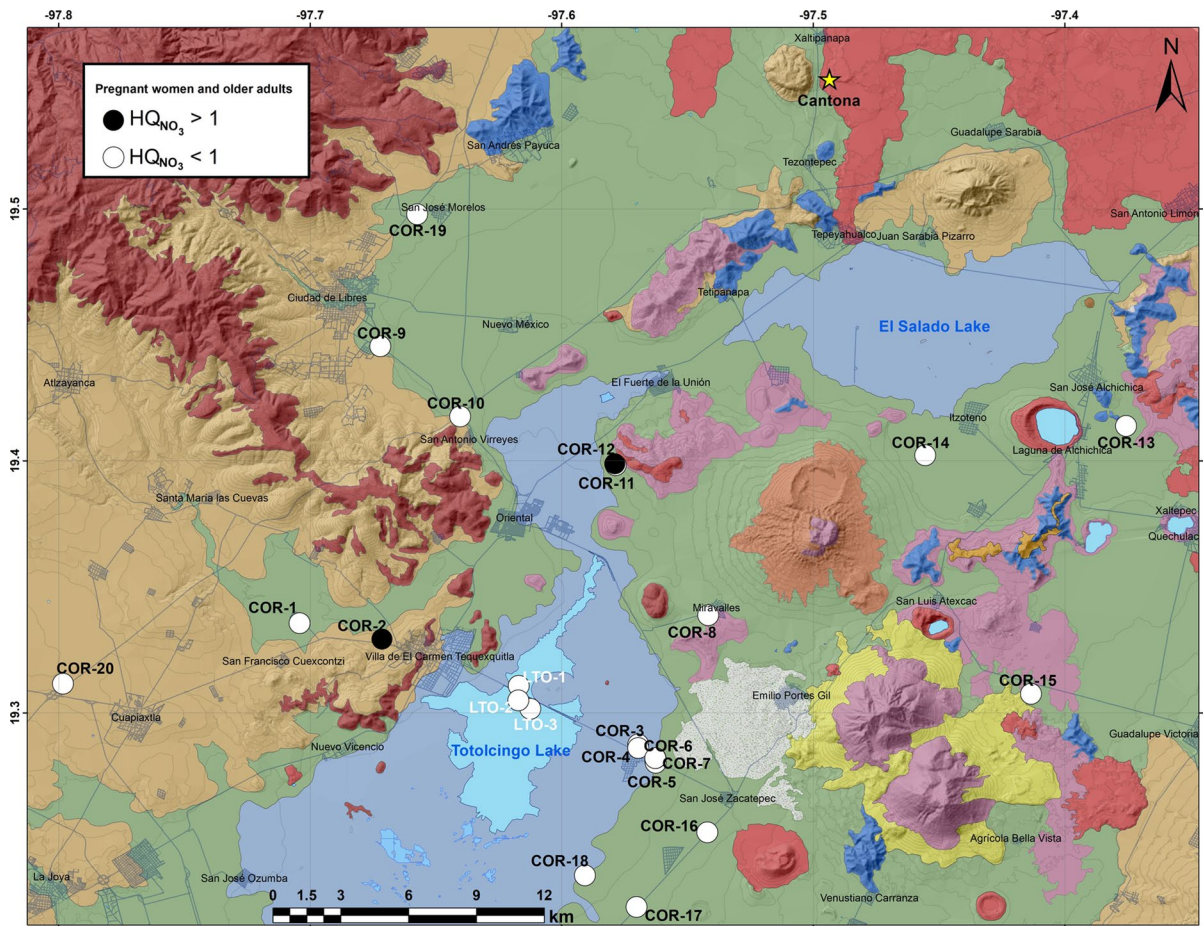 -97.8
-97.7
-97.6
-97.5
-97.4
Xaltipanapa
N
Pregnant women and older adults
HQNO3 > 1
HQNO3 < 1
Cantona
Guadalupe Sarabia
San Andrés Payuca
Tezontepec
19.5
San José Morelos
COR-19
San Antonio Limón
Tepeyahualco
Juan Sarabia Pizarro
Ciudad de Libres
Tetipanapa
Nuevo México
El Salado Lake
COR-9
Atlzayanca
El Fuerte de la Unión
San José Alchichica
COR-10
Itzoteno
San Antonio Virreyes
COR-14
COR-13
COR-12
Laguna de Alchichica
19.4
COR-11
Santa Maria las Cuevas
Oriental
Xaltepec
Quechulac
COR-1
Miravalles
San Luis Atexcac
COR-2
COR-8
San Francisco Cuexcontzi
Villa de El Carmen Tequexquitla
COR-20
LTO-1
COR-15
Emilio Portes Gil
LTO-2
19.3
Cuapiaxtla
LTO-3
COR-3
Guadalupe Victoria
Nuevo Vicencio
Totolcingo Lake
COR-6
COR-4
COR-7
COR-5
San José Zacatepec
COR-16
Agrícola Bella Vista
COR-18
La Joya
San José Ozumba
Venustiano Carranza
0 1.5 3 6 9 12
km
COR-17